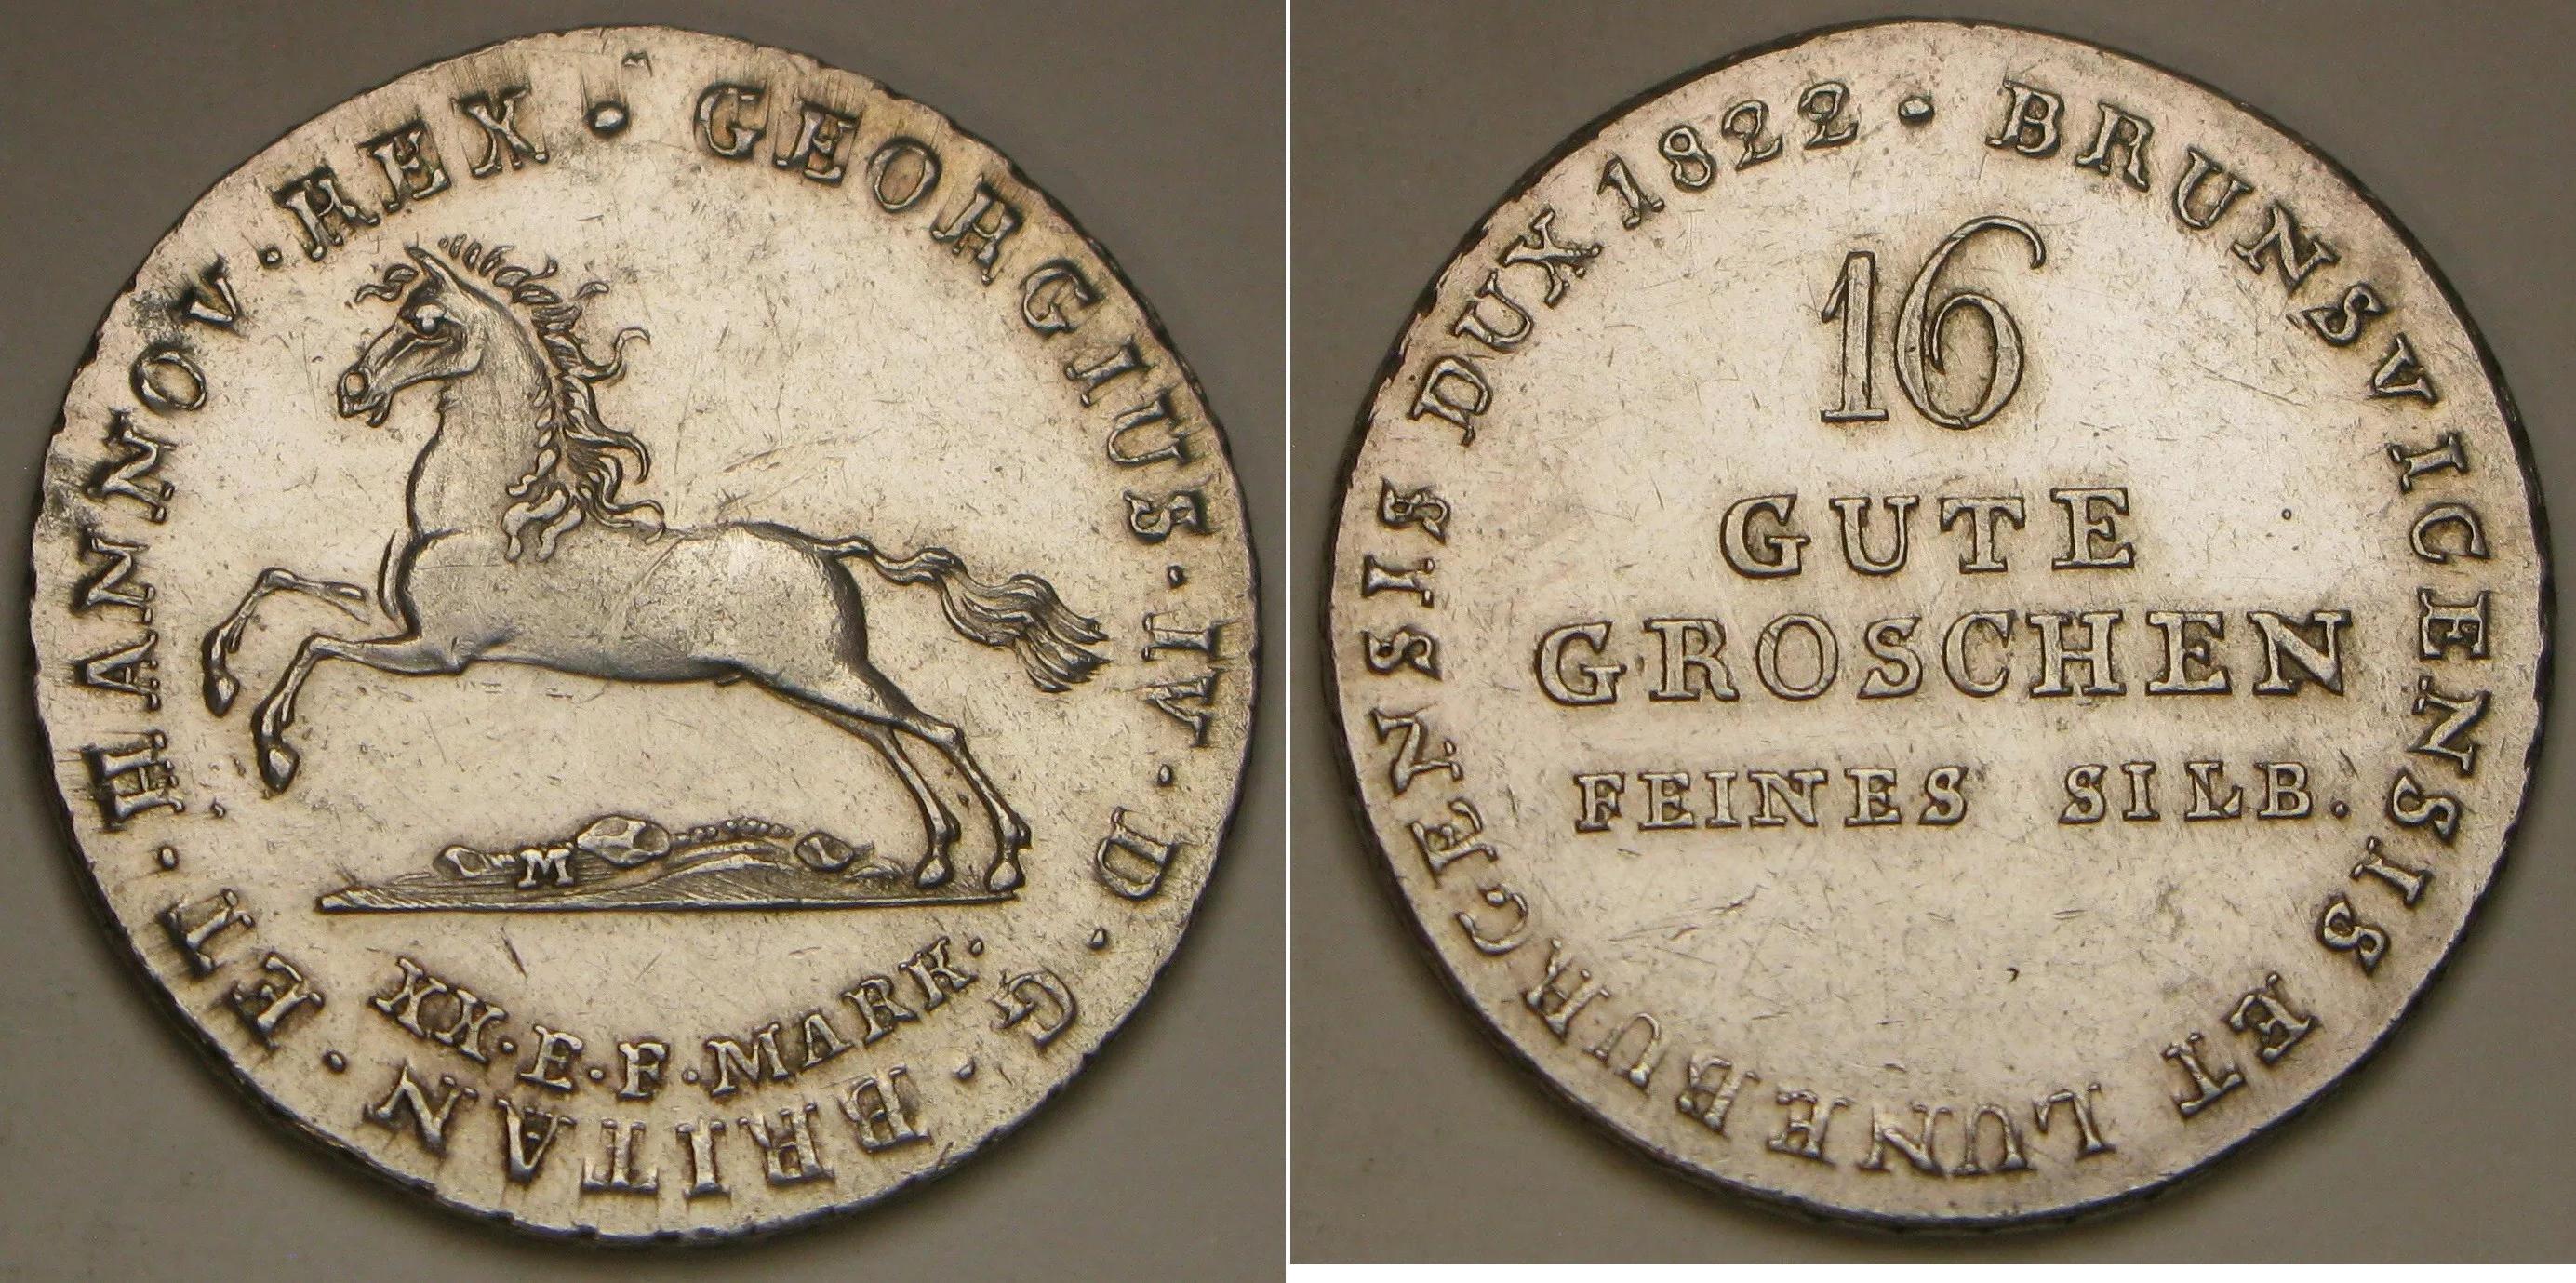 GEORGIUS · IV · D · G · BRITAN · ET · HANNOV · REX ·
M
XX · E · F · MARK ·
BRUNSVICENSIS ET LUNEBURGENSIS DUX 1822 ·
16
GUTE
GROSCHEN
FEINES SILB.